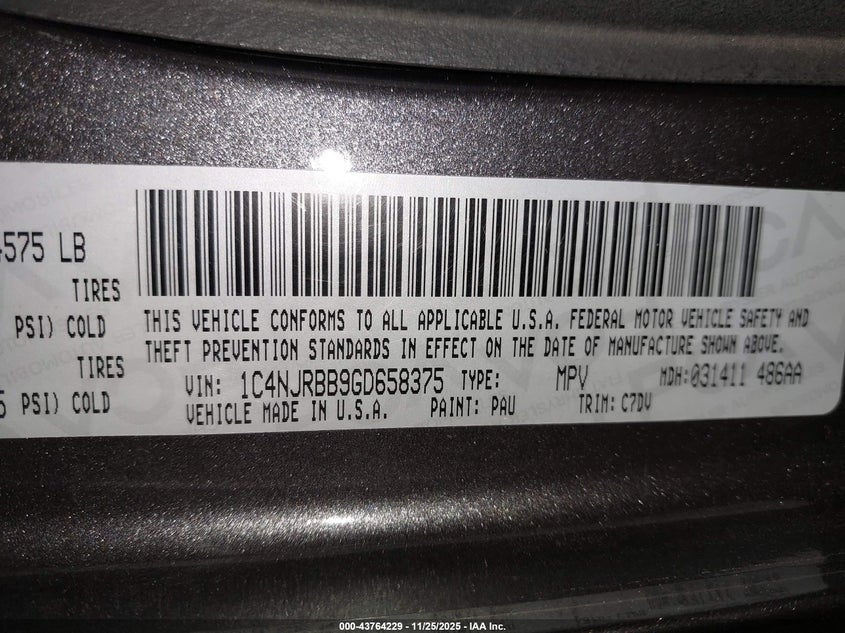 4575 LB
TIRES
PSI) COLD
TIRES
5 PSI) COLD
THIS VEHICLE CONFORMS TO ALL APPLICABLE U.S.A. FEDERAL MOTOR VEHICLE SAFETY AND
THEFT PREVENTION STANDARDS IN EFFECT ON THE DATE OF MANUFACTURE SHOWN ABOVE.
VIN: 1C4NJRBB9GD658375 TYPE: MPV MDH:031411 486AA
VEHICLE MADE IN U.S.A. PAINT: PAU TRIM: C7DV
000-43764229 - 11/25/2025 - IAA Inc.